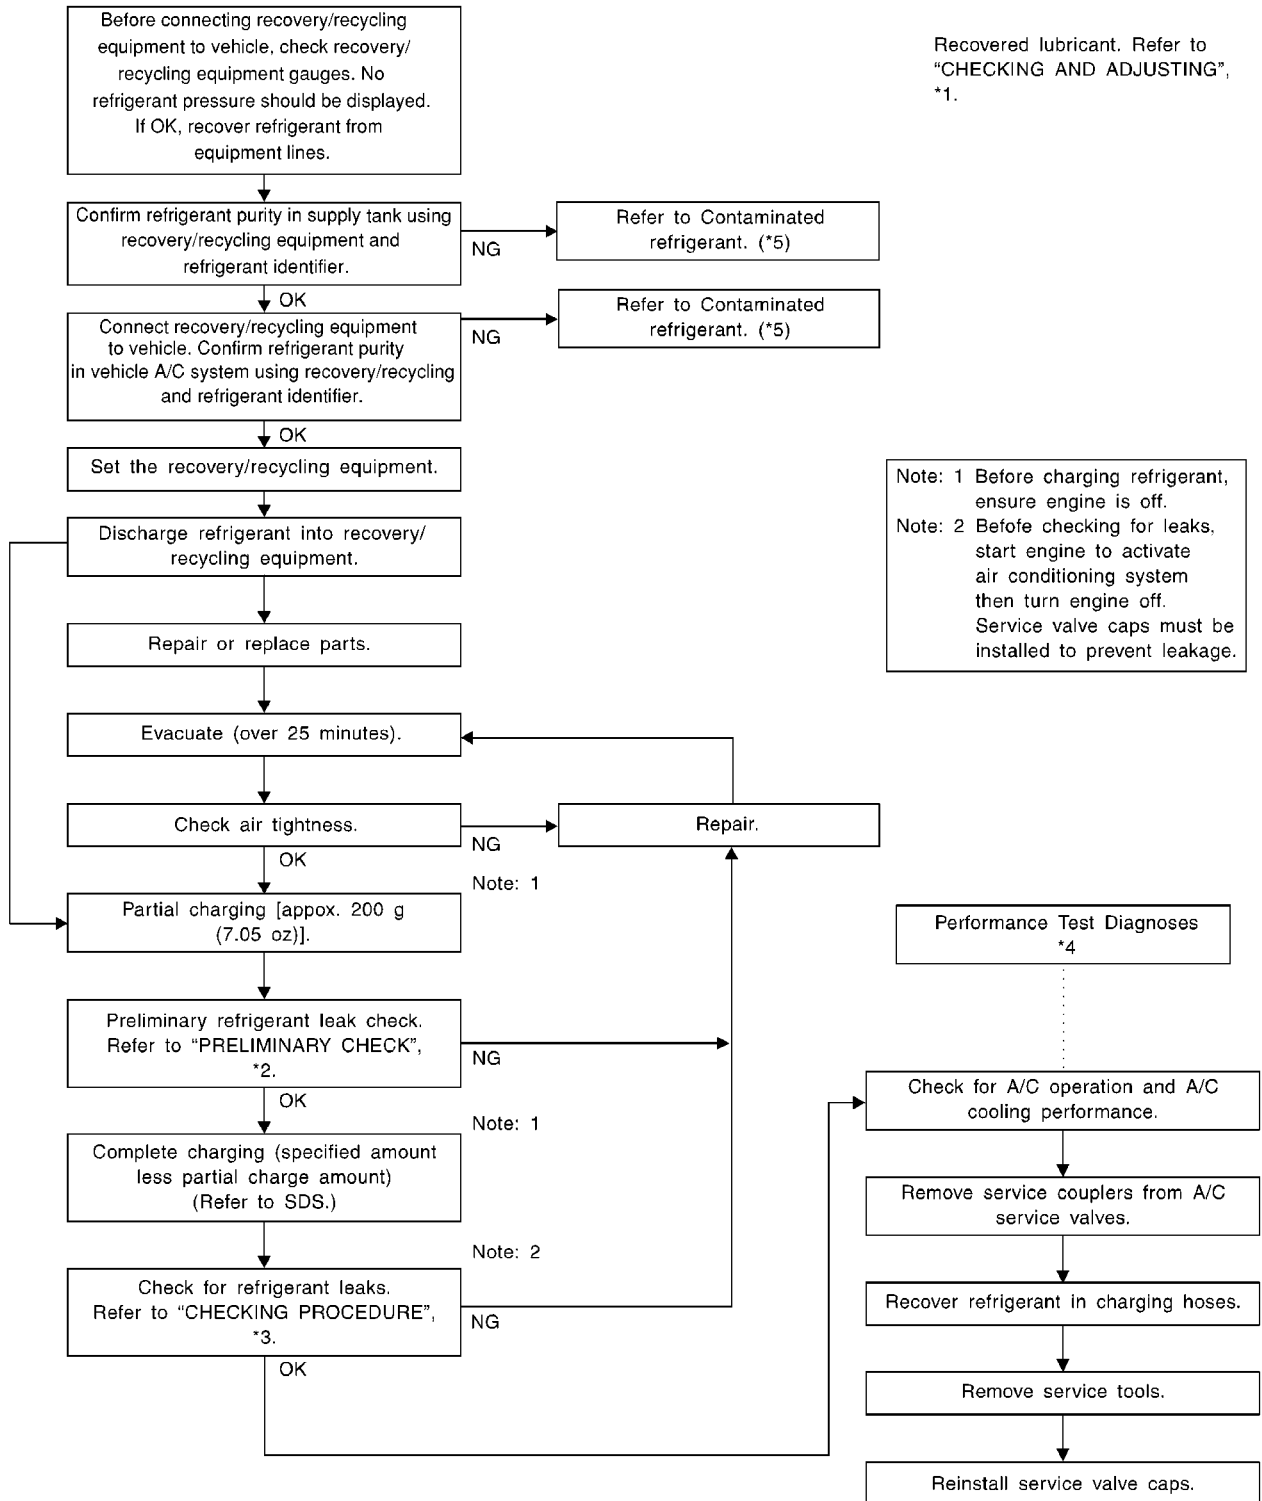 Before connecting recovery/recycling
equipment to vehicle, check recovery/
recycling equipment gauges. No
refrigerant pressure should be displayed.
If OK, recover refrigerant from
equipment lines.
Recovered lubricant. Refer to
“CHECKING AND ADJUSTING”,
*1.
Confirm refrigerant purity in supply tank using
recovery/recycling equipment and
refrigerant identifier.
NG
Refer to Contaminated
refrigerant. (*5)
OK
Connect recovery/recycling equipment
to vehicle. Confirm refrigerant purity
in vehicle A/C system using recovery/recycling
and refrigerant identifier.
NG
Refer to Contaminated
refrigerant. (*5)
OK
Set the recovery/recycling equipment.
Note: 1 Before charging refrigerant,
ensure engine is off.
Note: 2 Befofe checking for leaks,
start engine to activate
air conditioning system
then turn engine off.
Service valve caps must be
installed to prevent leakage.
Discharge refrigerant into recovery/
recycling equipment.
Repair or replace parts.
Evacuate (over 25 minutes).
Check air tightness.
NG
Repair.
OK
Note: 1
Partial charging [appox. 200 g
(7.05 oz)].
Preliminary refrigerant leak check.
Refer to “PRELIMINARY CHECK”,
*2.
NG
OK
Note: 1
Complete charging (specified amount
less partial charge amount)
(Refer to SDS.)
Note: 2
Check for refrigerant leaks.
Refer to “CHECKING PROCEDURE”,
*3.
NG
OK
Performance Test Diagnoses
*4
Check for A/C operation and A/C
cooling performance.
Remove service couplers from A/C
service valves.
Recover refrigerant in charging hoses.
Remove service tools.
Reinstall service valve caps.